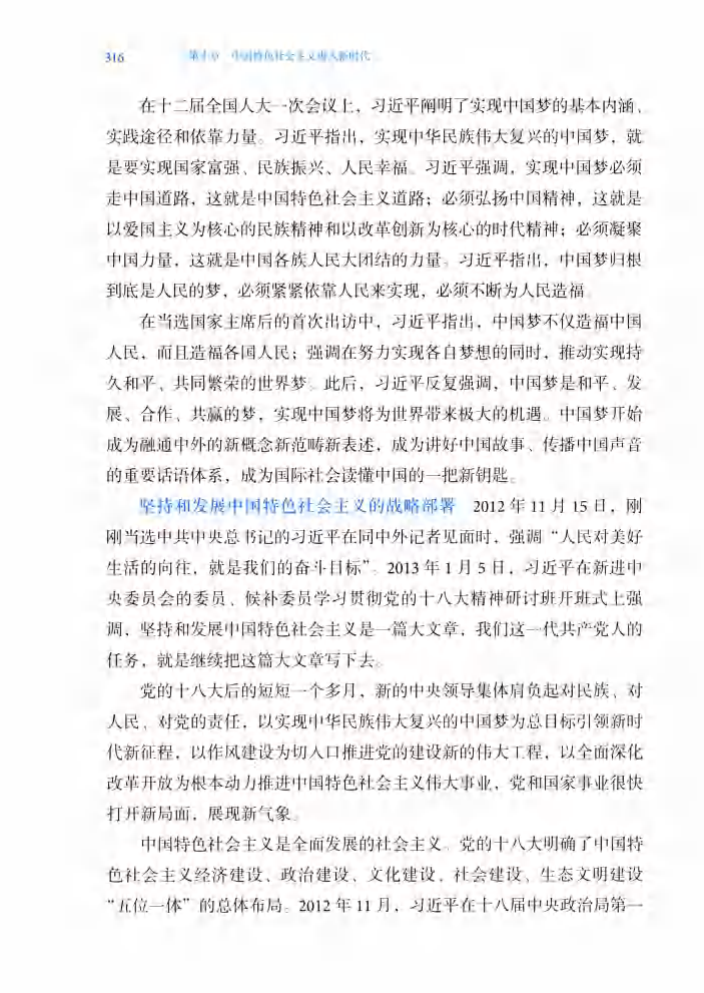 316 第十章 中国特色社会主义进入新时代
在十二届全国人大一次会议上，习近平阐明了实现中国梦的基本内涵、
实践途径和依靠力量。习近平指出，实现中华民族伟大复兴的中国梦，就
是要实现国家富强、民族振兴、人民幸福。习近平强调，实现中国梦必须
走中国道路，这就是中国特色社会主义道路；必须弘扬中国精神，这就是
以爱国主义为核心的民族精神和以改革创新为核心的时代精神；必须凝聚
中国力量，这就是中国各族人民大团结的力量。习近平指出，中国梦归根
到底是人民的梦，必须紧紧依靠人民来实现，必须不断为人民造福。
在当选国家主席后的首次出访中，习近平指出，中国梦不仅造福中国
人民，而且造福各国人民；强调在努力实现各自梦想的同时，推动实现持
久和平、共同繁荣的世界梦。此后，习近平反复强调，中国梦是和平、发
展、合作、共赢的梦，实现中国梦将为世界带来极大的机遇。中国梦开始
成为融通中外的新概念新范畴新表述，成为讲好中国故事、传播中国声音
的重要话语体系，成为国际社会读懂中国的一把新钥匙。
坚持和发展中国特色社会主义的战略部署 2012 年 11 月 15 日，刚
刚当选中共中央总书记的习近平在同中外记者见面时，强调“人民对美好
生活的向往，就是我们的奋斗目标”。2013 年 1 月 5 日，习近平在新进中
央委员会的委员、候补委员学习贯彻党的十八大精神研讨班开班式上强
调，坚持和发展中国特色社会主义是一篇大文章，我们这一代共产党人的
任务，就是继续把这篇大文章写下去。
党的十八大后的短短一个多月，新的中央领导集体肩负起对民族、对
人民、对党的责任，以实现中华民族伟大复兴的中国梦为总目标引领新时
代新征程，以作风建设为切入口推进党的建设新的伟大工程，以全面深化
改革开放为根本动力推进中国特色社会主义伟大事业，党和国家事业很快
打开新局面，展现新气象。
中国特色社会主义是全面发展的社会主义。党的十八大明确了中国特
色社会主义经济建设、政治建设、文化建设、社会建设、生态文明建设
“五位一体”的总体布局。2012 年 11 月，习近平在十八届中央政治局第一